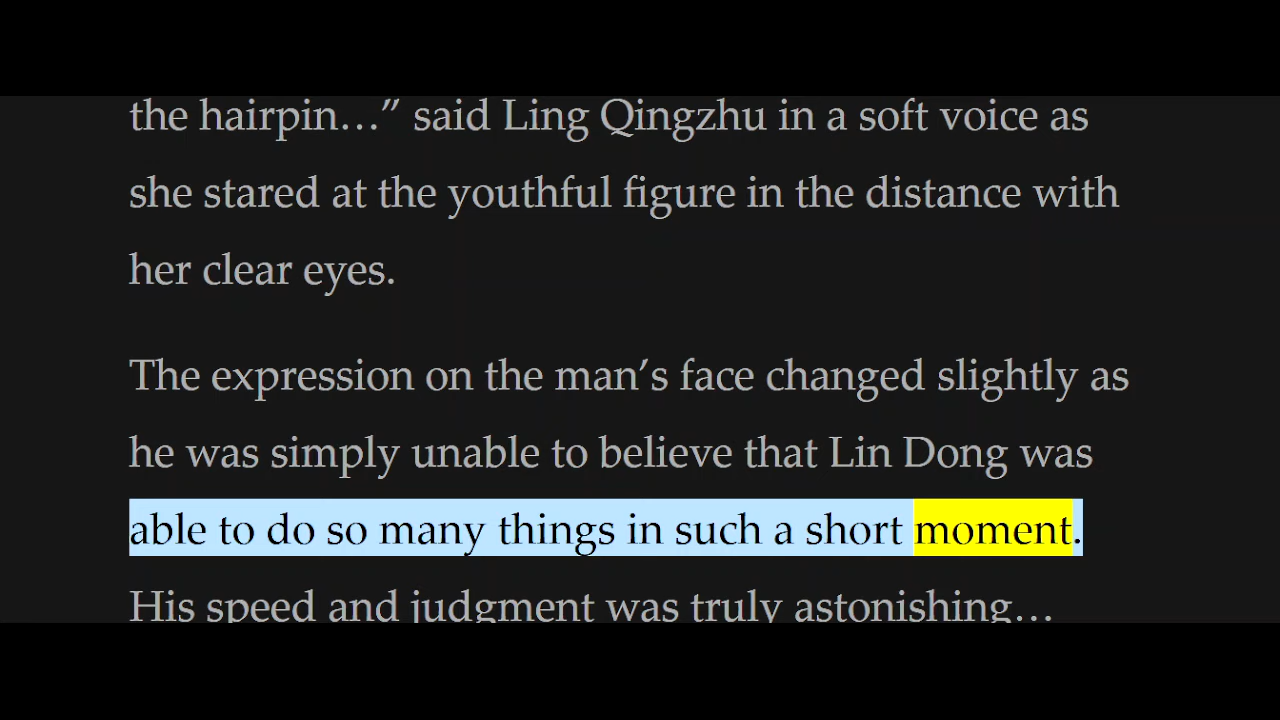 the hairpin…” said Ling Qingzhu in a soft voice as
she stared at the youthful figure in the distance with
her clear eyes.
The expression on the man’s face changed slightly as
he was simply unable to believe that Lin Dong was
able to do so many things in such a short moment.
His speed and judgment was truly astonishing…